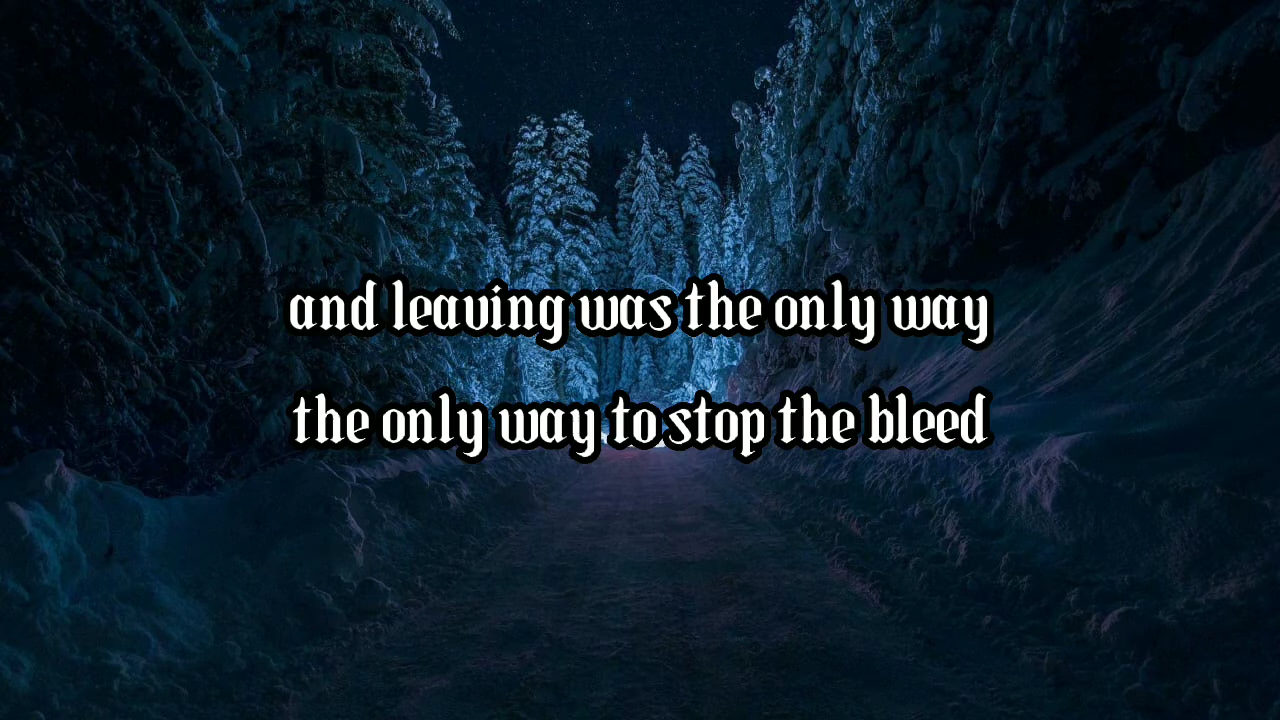 and leaving was the only way
the only way to stop the bleed